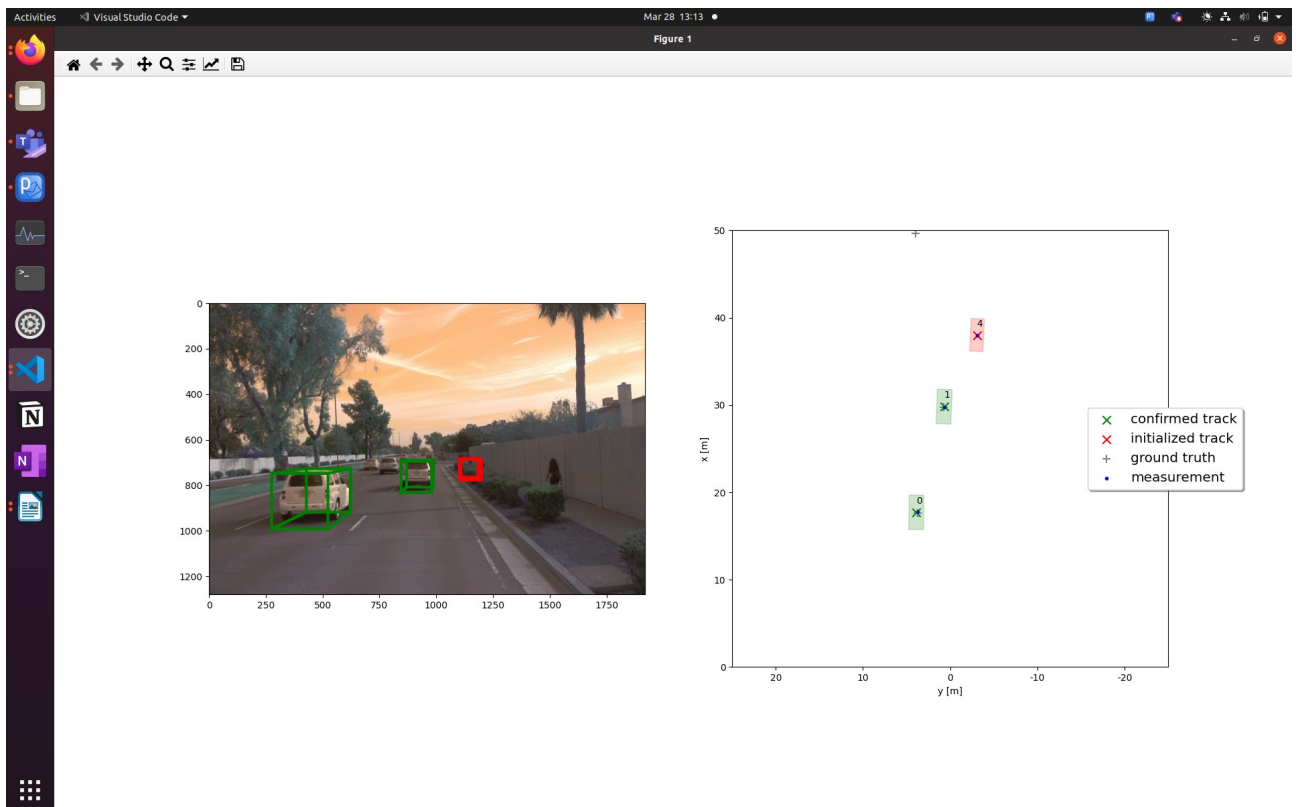 Activities
Visual Studio Code
Mar 28 13:13
Figure 1
0
200
400
600
800
1000
1200
0
250
500
750
1000
1250
1500
1750
50
40
30
20
10
0
x [m]
20
10
0
-10
-20
y [m]
4
1
0
confirmed track
initialized track
ground truth
measurement